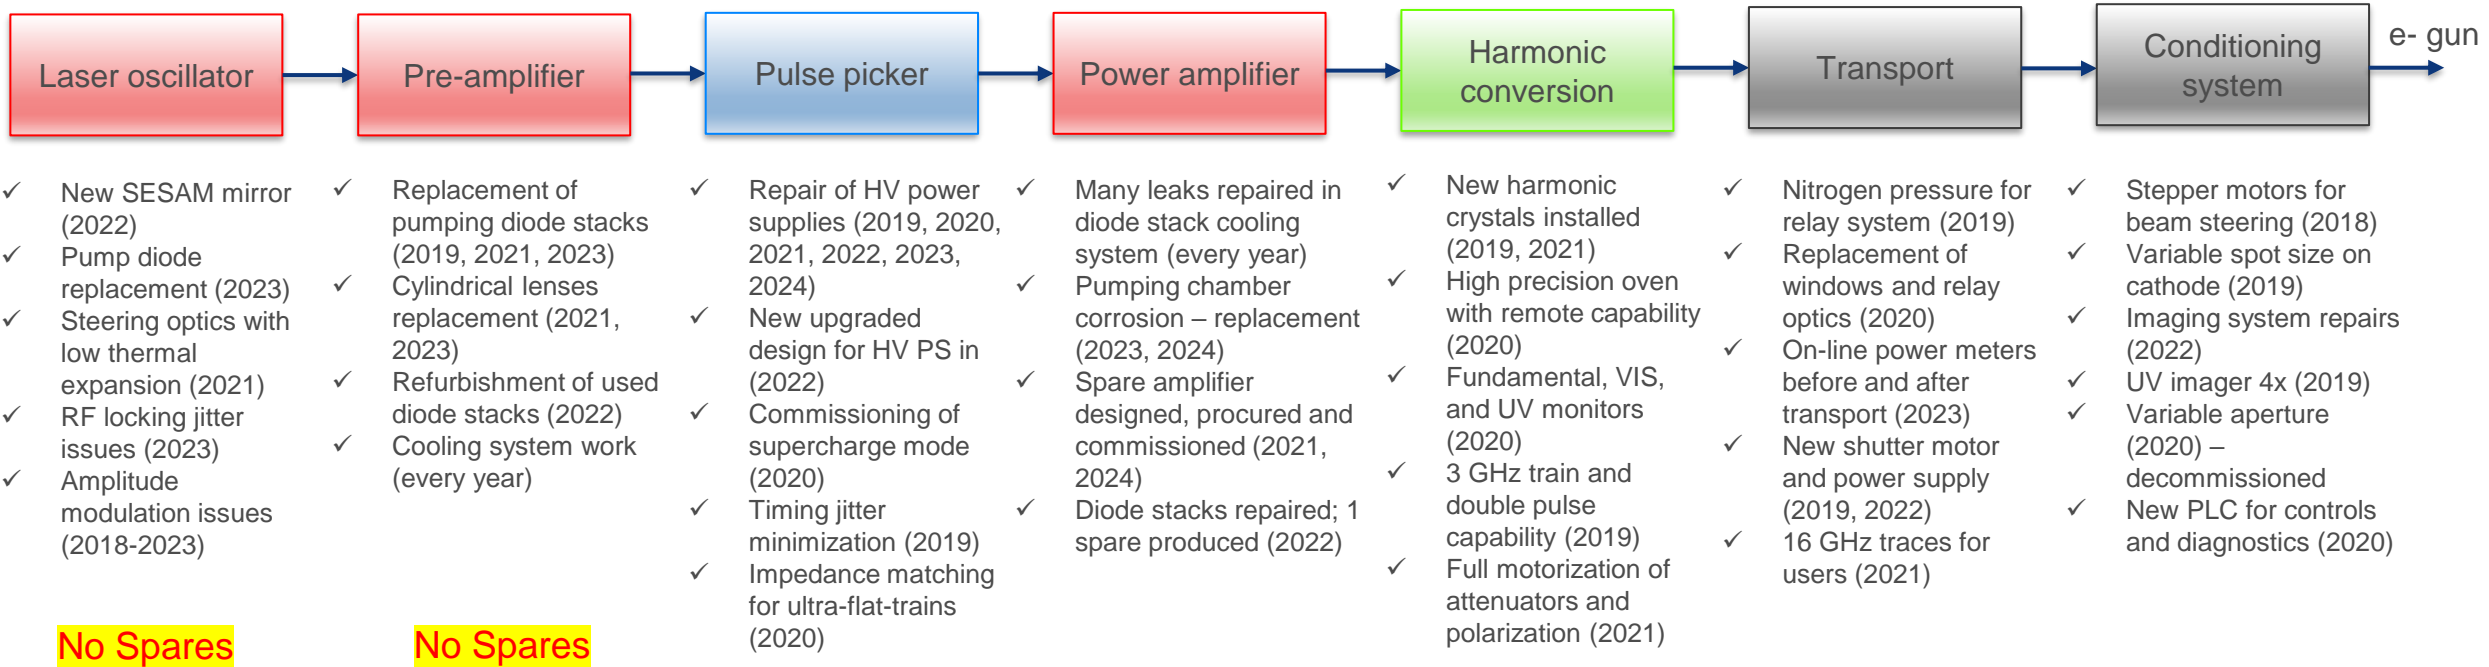 Laser oscillator
Pre-amplifier
Pulse picker
Power amplifier
Harmonic
conversion
Transport
Conditioning
system
e- gun
✓ New SESAM mirror
(2022)
✓ Pump diode
replacement (2023)
✓ Steering optics with
low thermal
expansion (2021)
✓ RF locking jitter
issues (2023)
✓ Amplitude
modulation issues
(2018-2023)
No Spares
✓ Replacement of
pumping diode stacks
(2019, 2021, 2023)
✓ Cylindrical lenses
replacement (2021,
2023)
✓ Refurbishment of used
diode stacks (2022)
✓ Cooling system work
(every year)
No Spares
✓ Repair of HV power
supplies (2019, 2020,
2021, 2022, 2023,
2024)
✓ New upgraded
design for HV PS in
(2022)
✓ Commissioning of
supercharge mode
(2020)
✓ Timing jitter
minimization (2019)
✓ Impedance matching
for ultra-flat-trains
(2020)
✓ Many leaks repaired in
diode stack cooling
system (every year)
✓ Pumping chamber
corrosion – replacement
(2023, 2024)
✓ Spare amplifier
designed, procured and
commissioned (2021,
2024)
✓ Diode stacks repaired; 1
spare produced (2022)
✓ New harmonic
crystals installed
(2019, 2021)
✓ High precision oven
with remote capability
(2020)
✓ Fundamental, VIS,
and UV monitors
(2020)
✓ 3 GHz train and
double pulse
capability (2019)
✓ Full motorization of
attenuators and
polarization (2021)
✓ Nitrogen pressure for
relay system (2019)
✓ Replacement of
windows and relay
optics (2020)
✓ On-line power meters
before and after
transport (2023)
✓ New shutter motor
and power supply
(2019, 2022)
✓ 16 GHz traces for
users (2021)
✓ Stepper motors for
beam steering (2018)
✓ Variable spot size on
cathode (2019)
✓ Imaging system repairs
(2022)
✓ UV imager 4x (2019)
✓ Variable aperture
(2020) –
decommissioned
✓ New PLC for controls
and diagnostics (2020)